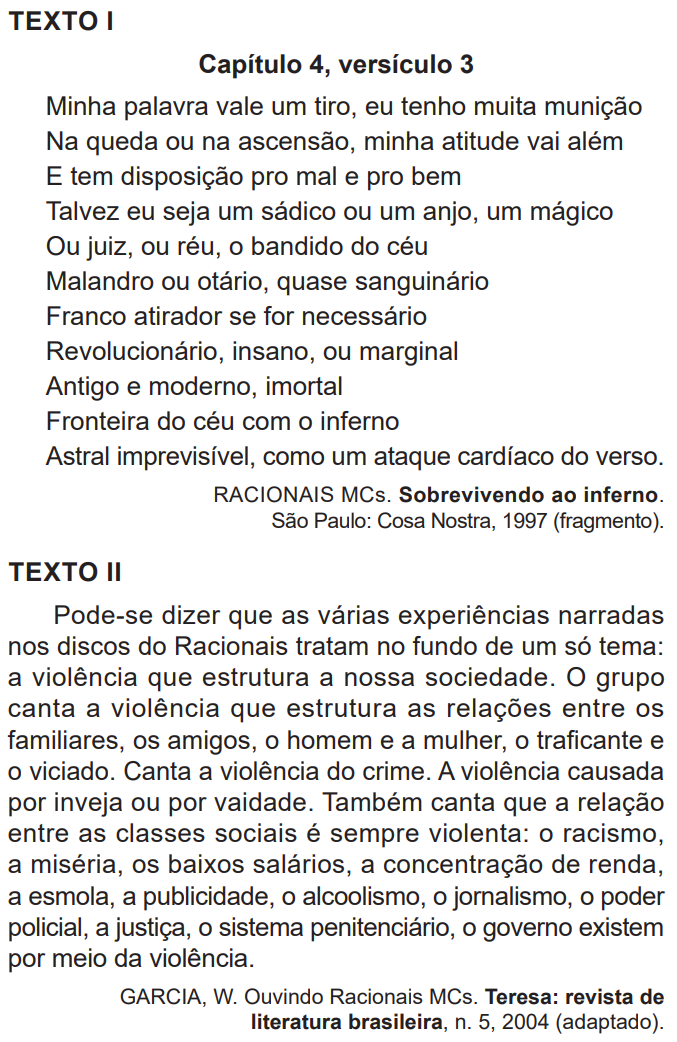 TEXTO I
Capítulo 4, versículo 3
Minha palavra vale um tiro, eu tenho muita munição
Na queda ou na ascensão, minha atitude vai além
E tem disposição pro mal e pro bem
Talvez eu seja um sádico ou um anjo, um mágico
Ou juiz, ou réu, o bandido do céu
Malandro ou otário, quase sanguinário
Franco atirador se for necessário
Revolucionário, insano, ou marginal
Antigo e moderno, imortal
Fronteira do céu com o inferno
Astral imprevisível, como um ataque cardíaco do verso.
RACIONAIS MCs. Sobrevivendo ao inferno.
São Paulo: Cosa Nostra, 1997 (fragmento).
TEXTO II
Pode-se dizer que as várias experiências narradas
nos discos do Racionais tratam no fundo de um só tema:
a violência que estrutura a nossa sociedade. O grupo
canta a violência que estrutura as relações entre os
familiares, os amigos, o homem e a mulher, o traficante e
o viciado. Canta a violência do crime. A violência causada
por inveja ou por vaidade. Também canta que a relação
entre as classes sociais é sempre violenta: o racismo,
a miséria, os baixos salários, a concentração de renda,
a esmola, a publicidade, o alcoolismo, o jornalismo, o poder
policial, a justiça, o sistema penitenciário, o governo existem
por meio da violência.
GARCIA, W. Ouvindo Racionais MCs. Teresa: revista de
literatura brasileira, n. 5, 2004 (adaptado).